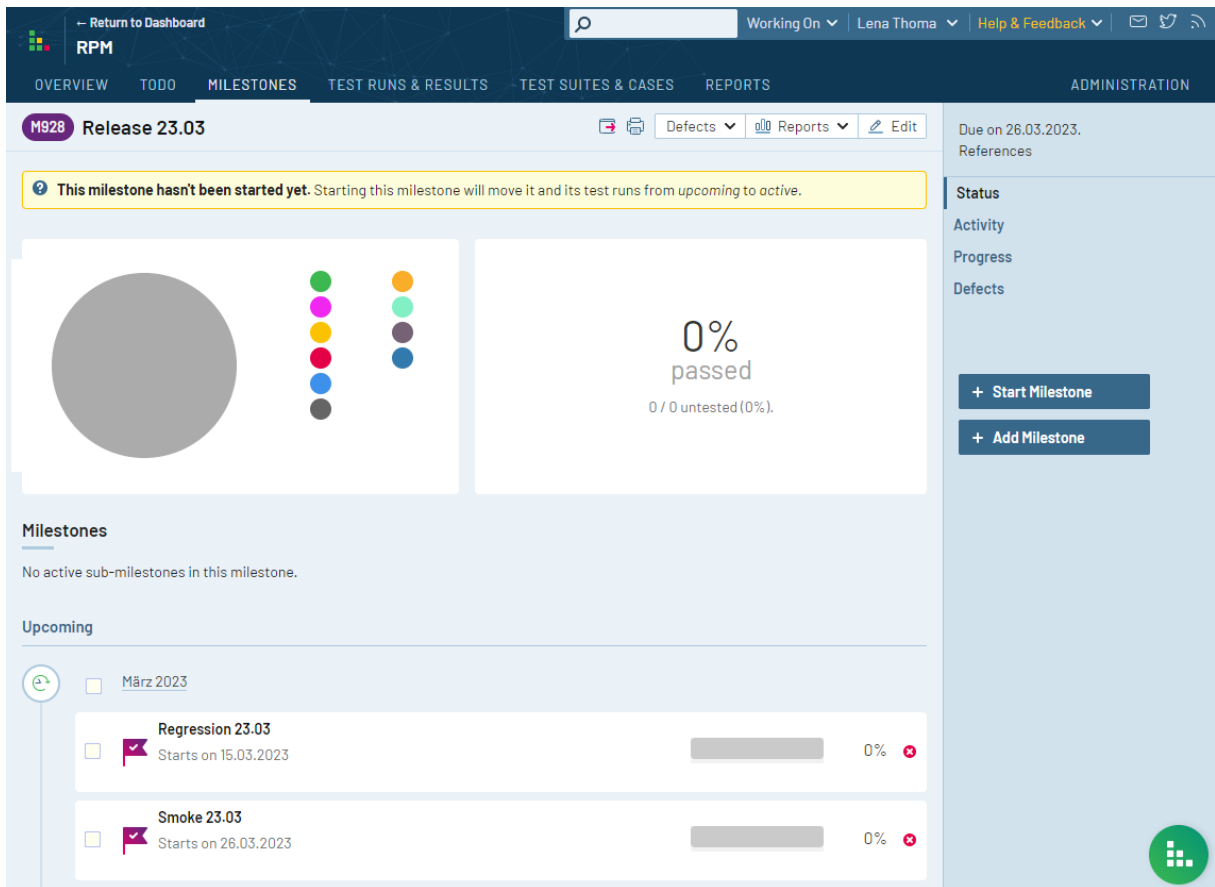 ← Return to Dashboard
RPM
Working On
Lena Thoma
Help & Feedback
OVERVIEW
TODO
MILESTONES
TEST RUNS & RESULTS
TEST SUITES & CASES
REPORTS
ADMINISTRATION
M928 Release 23.03
Defects
Reports
Edit
Due on 26.03.2023.
References
This milestone hasn't been started yet. Starting this milestone will move it and its test runs from upcoming to active.
Status
Activity
Progress
Defects
0%
passed
0 / 0 untested (0%).
+ Start Milestone
+ Add Milestone
Milestones
No active sub-milestones in this milestone.
Upcoming
März 2023
Regression 23.03
Starts on 15.03.2023
0%
Smoke 23.03
Starts on 26.03.2023
0%